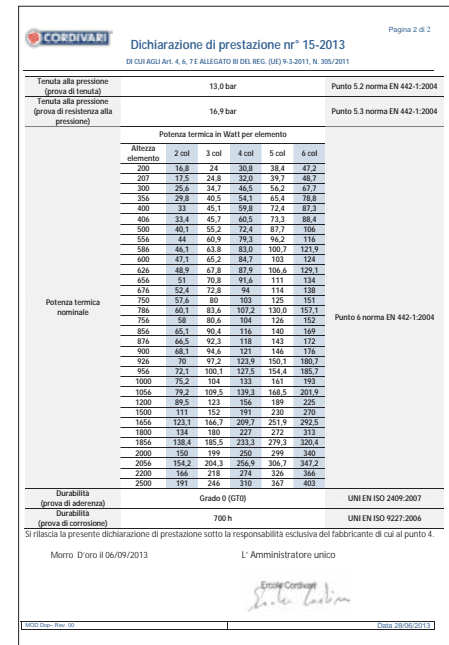 Pagina 2 di 2
CORDIVARI
Dichiarazione di prestazione nr° 15-2013
DI CUI AGLI Art. 4, 6, 7 E ALLEGATO III DEL REG. (UE) 9-3-2011, N. 305/2011
Tenuta alla pressione (prova di tenuta) 13,0 bar Punto 5.2 norma EN 442-1:2004
Tenuta alla pressione (prova di resistenza alla pressione) 16,9 bar Punto 5.3 norma EN 442-1:2004
Potenza termica nominale
Potenza termica in Watt per elemento
Altezza elemento 2 col 3 col 4 col 5 col 6 col
200 16,8 24 30,8 38,4 47,2
207 17,5 24,8 32,0 39,7 48,7
300 25,6 34,7 46,5 56,2 67,7
356 29,8 40,5 54,1 65,4 78,8
400 33 45,1 59,8 72,4 87,3
406 33,4 45,7 60,5 73,3 88,4
500 40,1 55,2 72,4 87,7 106
556 44 60,9 79,3 96,2 116
586 46,1 63.8 83,0 100,7 121,9
600 47,1 65,2 84,7 103 124
626 48,9 67,8 87,9 106,6 129,1
656 51 70,8 91,6 111 134
676 52,4 72,8 94 114 138
750 57,6 80 103 125 151
786 60,1 83,6 107,2 130,0 157,1
756 58 80,6 104 126 152
856 65,1 90,4 116 140 169
876 66,5 92,3 118 143 172
900 68,1 94,6 121 146 176
926 70 97,2 123,9 150,1 180,7
956 72,1 100,1 127,5 154,4 185,7
1000 75,2 104 133 161 193
1056 79,2 109,5 139,3 168,5 201,9
1200 89,5 123 156 189 225
1500 111 152 191 230 270
1656 123,1 166,7 209,7 251,9 292,5
1800 134 180 227 272 313
1856 138,4 185,5 233,3 279,3 320,4
2000 150 199 250 299 340
2056 154,2 204,3 256,9 306,7 347,2
2200 166 218 274 326 366
2500 191 246 310 367 403
Punto 6 norma EN 442-1:2004
Durabilità (prova di aderenza) Grado 0 (GT0) UNI EN ISO 2409:2007
Durabilità (prova di corrosione) 700 h UNI EN ISO 9227:2006
Si rilascia la presente dichiarazione di prestazione sotto la responsabilità esclusiva del fabbricante di cui al punto 4.
Morro D'oro il 06/09/2013 L' Amministratore unico
Ercole Cordivari
MOD Dop– Rev. 00 Data 28/06/2013